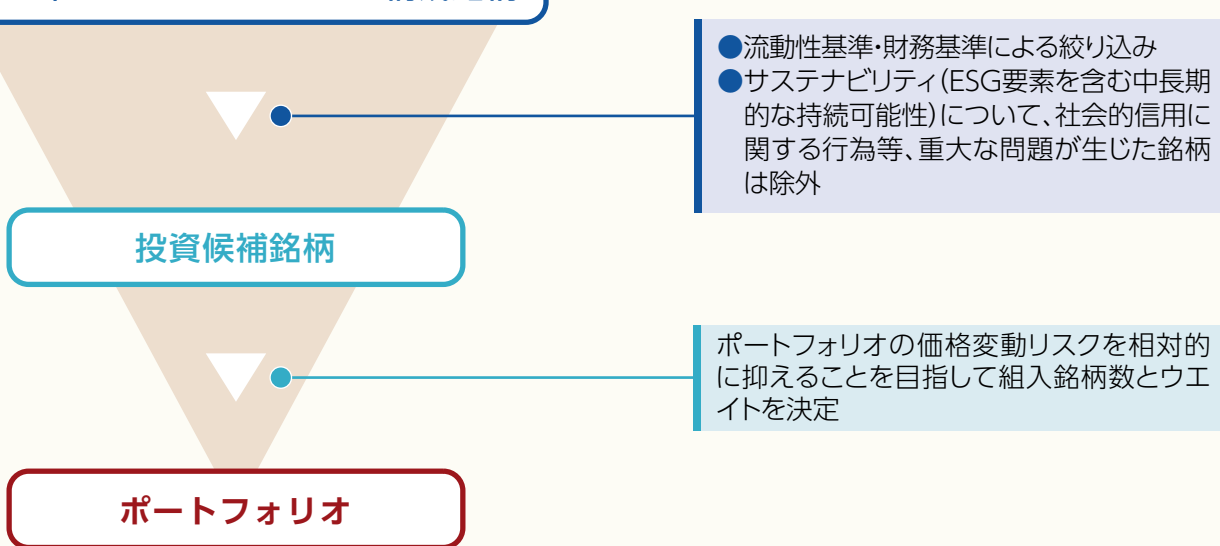 ●流動性基準・財務基準による絞り込み
●サステナビリティ(ESG要素を含む中長期
的な持続可能性)について、社会的信用に
関する行為等、重大な問題が生じた銘柄
は除外
投資候補銘柄
ポートフォリオの価格変動リスクを相対的
に抑えることを目指して組入銘柄数とウエ
イトを決定
ポートフォリオ